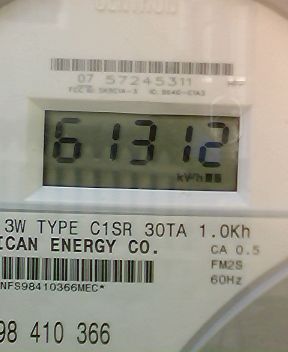 07 57245311
61312
kWh
3W TYPE C1SR 30TA 1.0Kh
ICAN ENERGY CO.
CA 0.5
FM2S
60Hz
NFS98410366MEC*
98 410 366